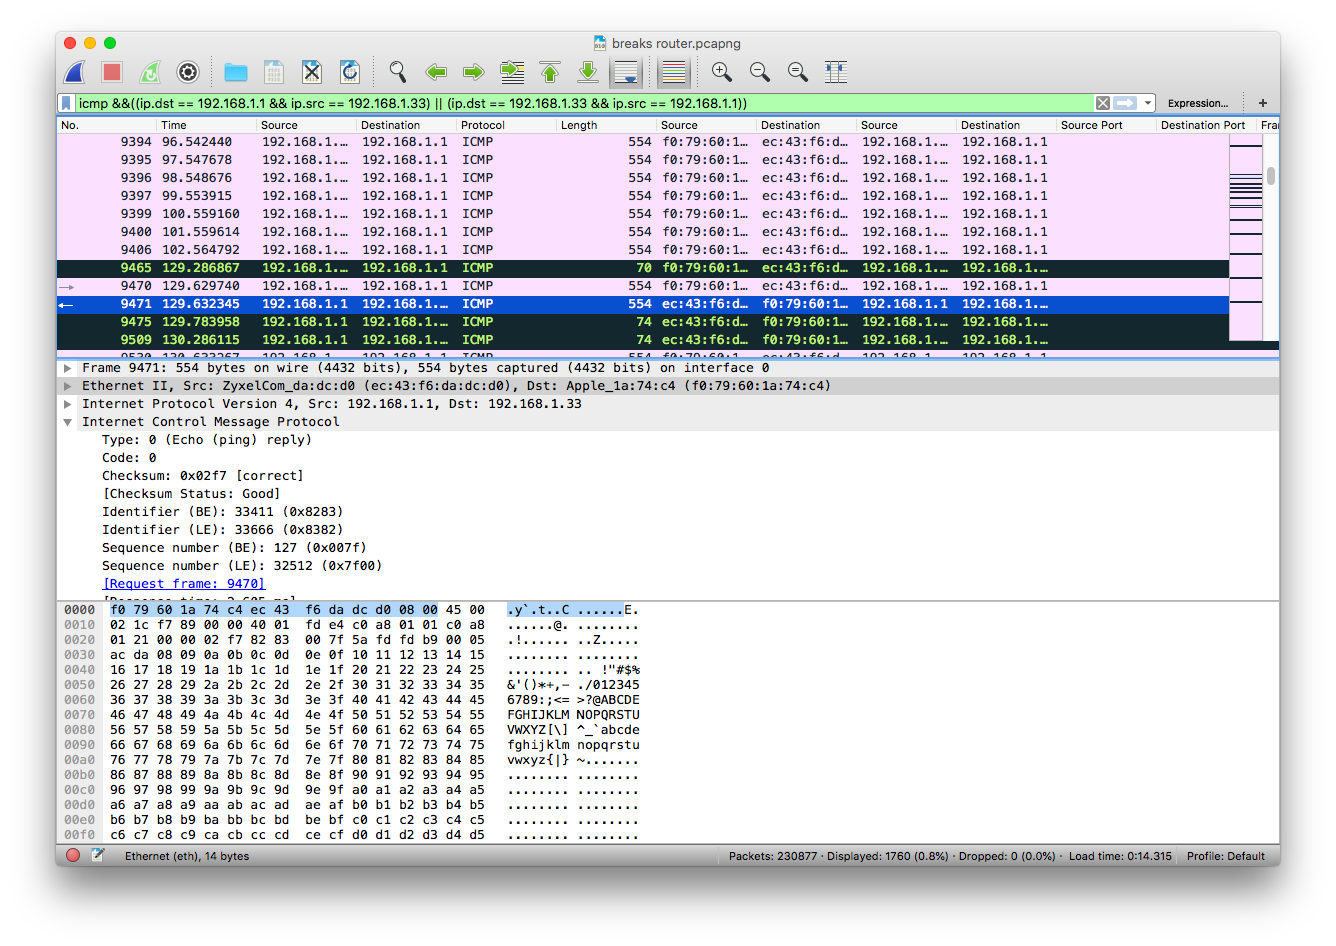 breaks router.pcapng
icmp &&((ip.dst == 192.168.1.1 && ip.src == 192.168.1.33) || (ip.dst == 192.168.1.33 && ip.src == 192.168.1.1))
Expression... +
No. Time Source Destination Protocol Length Source Destination Source Destination Source Port Destination Port Fra
9394 96.542440 192.168.1.… 192.168.1.1 ICMP 554 f0:79:60:1… ec:43:f6:d… 192.168.1.… 192.168.1.1
9395 97.547678 192.168.1.… 192.168.1.1 ICMP 554 f0:79:60:1… ec:43:f6:d… 192.168.1.… 192.168.1.1
9396 98.548676 192.168.1.… 192.168.1.1 ICMP 554 f0:79:60:1… ec:43:f6:d… 192.168.1.… 192.168.1.1
9397 99.553915 192.168.1.… 192.168.1.1 ICMP 554 f0:79:60:1… ec:43:f6:d… 192.168.1.… 192.168.1.1
9399 100.559160 192.168.1.… 192.168.1.1 ICMP 554 f0:79:60:1… ec:43:f6:d… 192.168.1.… 192.168.1.1
9400 101.559614 192.168.1.… 192.168.1.1 ICMP 554 f0:79:60:1… ec:43:f6:d… 192.168.1.… 192.168.1.1
9406 102.564792 192.168.1.… 192.168.1.1 ICMP 554 f0:79:60:1… ec:43:f6:d… 192.168.1.… 192.168.1.1
9465 129.286867 192.168.1.… 192.168.1.1 ICMP 70 f0:79:60:1… ec:43:f6:d… 192.168.1.… 192.168.1.1
9470 129.629740 192.168.1.… 192.168.1.1 ICMP 554 f0:79:60:1… ec:43:f6:d… 192.168.1.… 192.168.1.1
9471 129.632345 192.168.1.1 192.168.1.… ICMP 554 ec:43:f6:d… f0:79:60:1… 192.168.1.1 192.168.1.…
9475 129.783958 192.168.1.1 192.168.1.… ICMP 74 ec:43:f6:d… f0:79:60:1… 192.168.1.1 192.168.1.…
9509 130.286115 192.168.1.1 192.168.1.… ICMP 74 ec:43:f6:d… f0:79:60:1… 192.168.1.1 192.168.1.…
Frame 9471: 554 bytes on wire (4432 bits), 554 bytes captured (4432 bits) on interface 0
Ethernet II, Src: ZyxelCom_da:dc:d0 (ec:43:f6:da:dc:d0), Dst: Apple_1a:74:c4 (f0:79:60:1a:74:c4)
Internet Protocol Version 4, Src: 192.168.1.1, Dst: 192.168.1.33
Internet Control Message Protocol
Type: 0 (Echo (ping) reply)
Code: 0
Checksum: 0x02f7 [correct]
[Checksum Status: Good]
Identifier (BE): 33411 (0x8283)
Identifier (LE): 33666 (0x8382)
Sequence number (BE): 127 (0x007f)
Sequence number (LE): 32512 (0x7f00)
[Request frame: 9470]
0000 f0 79 60 1a 74 c4 ec 43 f6 da dc d0 08 00 45 00 .y`.t..C ......E.
0010 02 1c f7 89 00 00 40 01 fd e4 c0 a8 01 01 c0 a8 ......@. ........
0020 01 21 00 00 02 f7 82 83 00 7f 5a fd fd b9 00 05 .!...... ..Z.....
0030 ac da 08 09 0a 0b 0c 0d 0e 0f 10 11 12 13 14 15 ........ ........
0040 16 17 18 19 1a 1b 1c 1d 1e 1f 20 21 22 23 24 25 ........ .. !"#$%
0050 26 27 28 29 2a 2b 2c 2d 2e 2f 30 31 32 33 34 35 &'()*+,- ./012345
0060 36 37 38 39 3a 3b 3c 3d 3e 3f 40 41 42 43 44 45 6789:;<= >?@ABCDE
0070 46 47 48 49 4a 4b 4c 4d 4e 4f 50 51 52 53 54 55 FGHIJKLM NOPQRSTU
0080 56 57 58 59 5a 5b 5c 5d 5e 5f 60 61 62 63 64 65 VWXYZ[\] ^_`abcde
0090 66 67 68 69 6a 6b 6c 6d 6e 6f 70 71 72 73 74 75 fghijklm nopqrstu
00a0 76 77 78 79 7a 7b 7c 7d 7e 7f 80 81 82 83 84 85 vwxyz{|} ~.......
00b0 86 87 88 89 8a 8b 8c 8d 8e 8f 90 91 92 93 94 95 ........ ........
00c0 96 97 98 99 9a 9b 9c 9d 9e 9f a0 a1 a2 a3 a4 a5 ........ ........
00d0 a6 a7 a8 a9 aa ab ac ad ae af b0 b1 b2 b3 b4 b5 ........ ........
00e0 b6 b7 b8 b9 ba bb bc bd be bf c0 c1 c2 c3 c4 c5 ........ ........
00f0 c6 c7 c8 c9 ca cb cc cd ce cf d0 d1 d2 d3 d4 d5 ........ ........
Ethernet (eth), 14 bytes
Packets: 230877 · Displayed: 1760 (0.8%) · Dropped: 0 (0.0%) · Load time: 0:14.315
Profile: Default